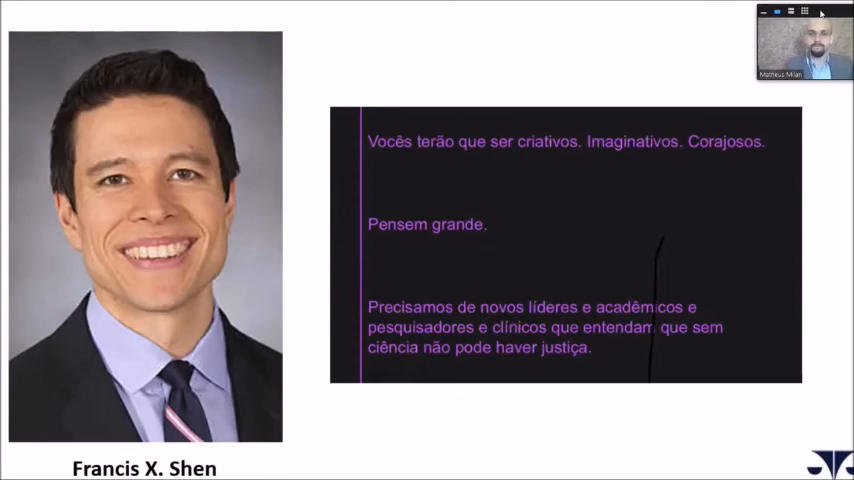 Matheus Milan
Vocês terão que ser criativos. Imaginativos. Corajosos.
Pensem grande.
Precisamos de novos líderes e acadêmicos e
pesquisadores e clínicos que entendam que sem
ciência não pode haver justiça.
Francis X. Shen